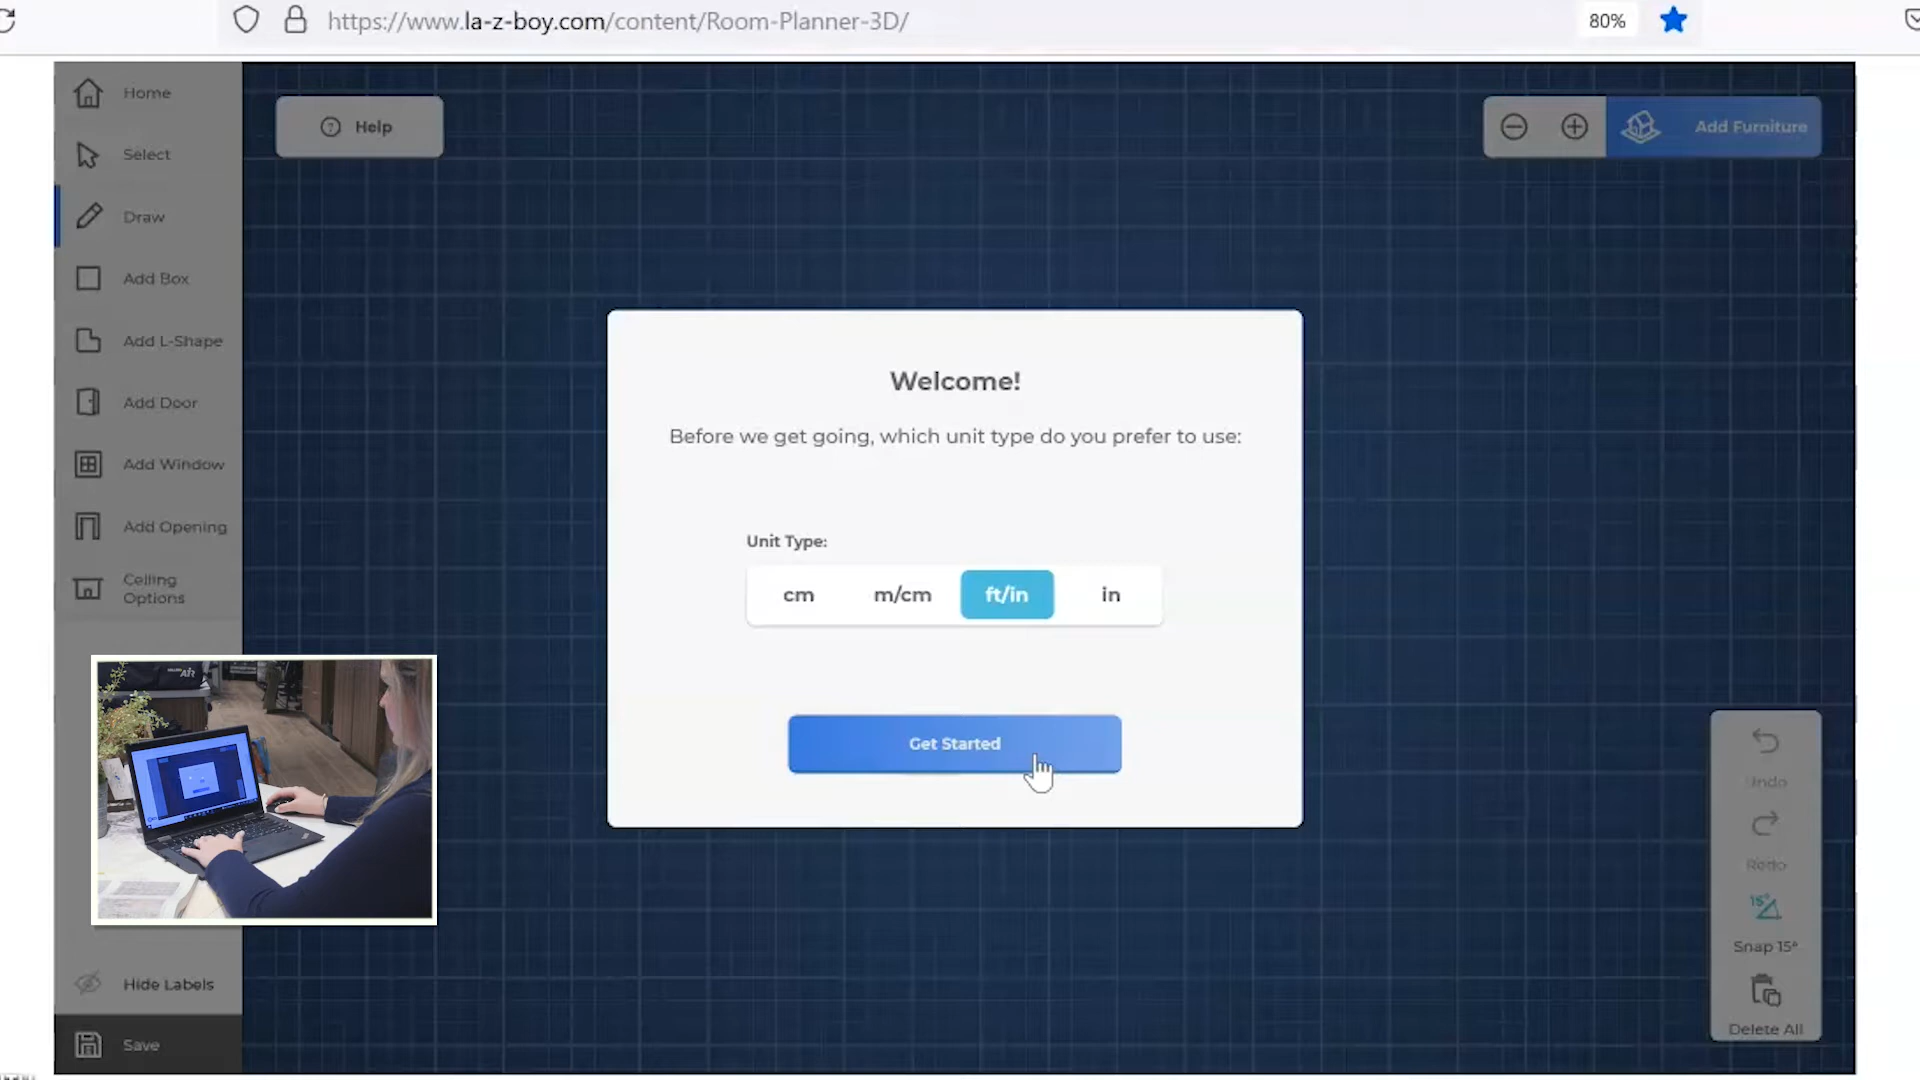 https://www.la-z-boy.com/content/Room-Planner-3D/
80%
Home
Select
Draw
Add Box
Add L-Shape
Add Door
Add Window
Add Opening
Ceiling
Options
Hide Labels
Save
Help
Add Furniture
Welcome!
Before we get going, which unit type do you prefer to use:
Unit Type:
cm
m/cm
ft/in
in
Get Started
Undo
Redo
15°
Snap 15°
Delete All
AIR